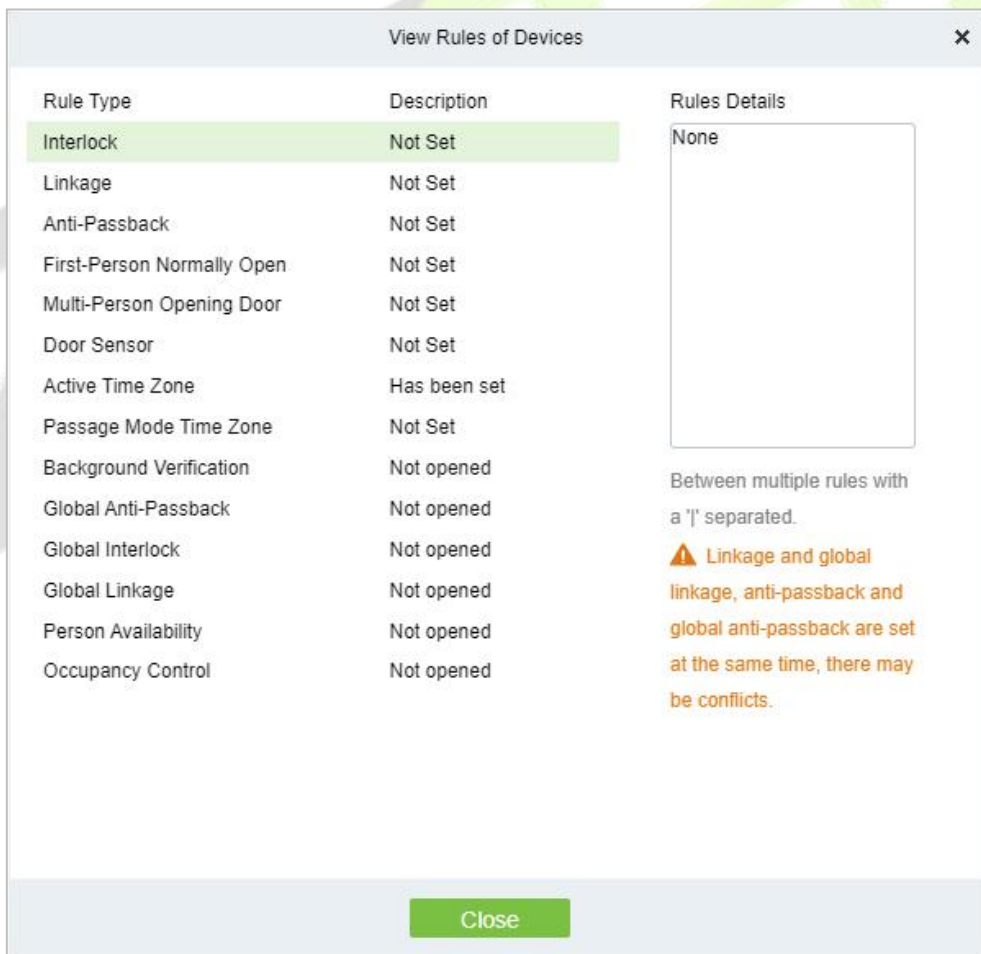 View Rules of Devices ×
Rule Type Description Rules Details
Interlock Not Set
None
Linkage Not Set
Anti-Passback Not Set
First-Person Normally Open Not Set
Multi-Person Opening Door Not Set
Door Sensor Not Set
Active Time Zone Has been set
Passage Mode Time Zone Not Set
Background Verification Not opened
Global Anti-Passback Not opened
Global Interlock Not opened
Global Linkage Not opened
Person Availability Not opened
Occupancy Control Not opened
Between multiple rules with
a '|' separated.
Linkage and global
linkage, anti-passback and
global anti-passback are set
at the same time, there may
be conflicts.
Close